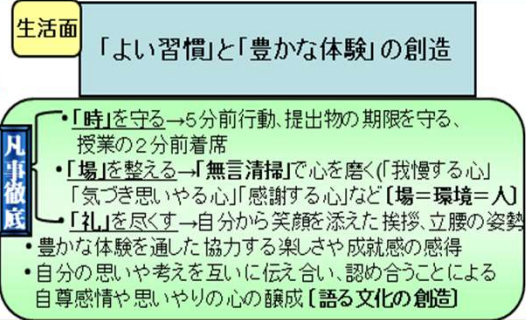 生活面
「よい習慣」と「豊かな体験」の創造
凡事徹底
・「時」を守る→５分前行動、提出物の期限を守る、
授業の２分前着席
・「場」を整える→「無言清掃」で心を磨く(「我慢する心」
「気づき思いやる心」「感謝する心」など〔場＝環境＝人〕
・「礼」を尽くす→自分から笑顔を添えた挨拶、立腰の姿勢
・豊かな体験を通した協力する楽しさや成就感の感得
・自分の思いや考えを互いに伝え合い、認め合うことによる
自尊感情や思いやりの心の醸成〔語る文化の創造〕